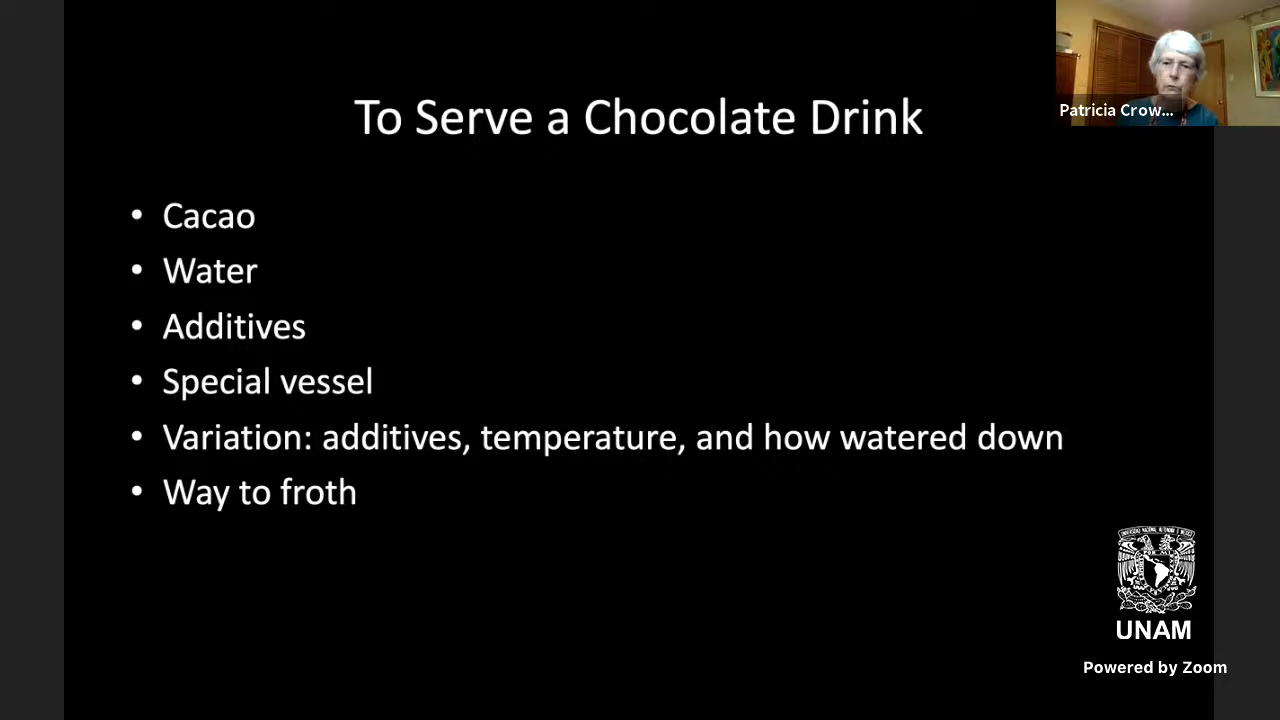 Patricia Crow...
To Serve a Chocolate Drink
• Cacao
• Water
• Additives
• Special vessel
• Variation: additives, temperature, and how watered down
• Way to froth
UNAM
Powered by Zoom